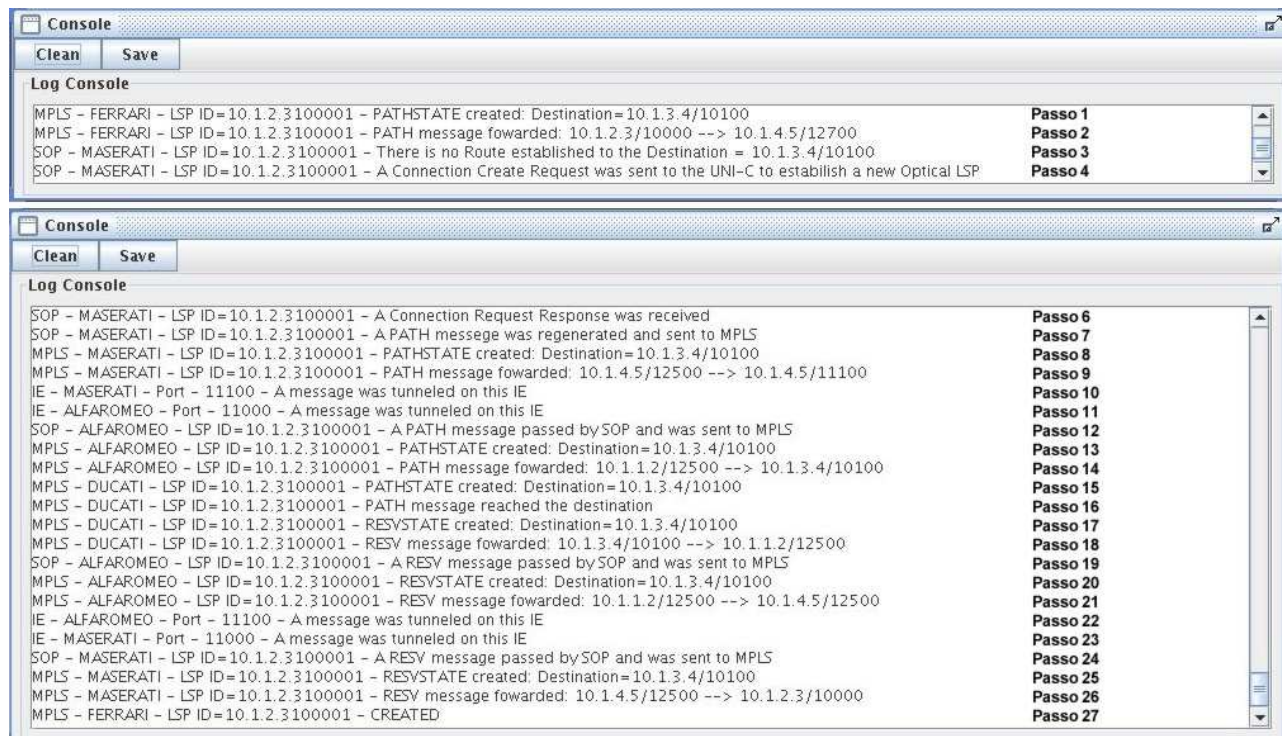 Console
Clean Save
Log Console
MPLS – FERRARI – LSP ID=10.1.2.3100001 – PATHSTATE created: Destination=10.1.3.4/10100 Passo 1
MPLS – FERRARI – LSP ID=10.1.2.3100001 – PATH message fowarded: 10.1.2.3/10000 --> 10.1.4.5/12700 Passo 2
SOP – MASERATI – LSP ID=10.1.2.3100001 – There is no Route established to the Destination = 10.1.3.4/10100 Passo 3
SOP – MASERATI – LSP ID=10.1.2.3100001 – A Connection Create Request was sent to the UNI–C to estabilish a new Optical LSP Passo 4
Console
Clean Save
Log Console
SOP – MASERATI – LSP ID=10.1.2.3100001 – A Connection Request Response was received Passo 6
SOP – MASERATI – LSP ID=10.1.2.3100001 – A PATH messege was regenerated and sent to MPLS Passo 7
MPLS – MASERATI – LSP ID=10.1.2.3100001 – PATHSTATE created: Destination=10.1.3.4/10100 Passo 8
MPLS – MASERATI – LSP ID=10.1.2.3100001 – PATH message fowarded: 10.1.4.5/12500 --> 10.1.4.5/11100 Passo 9
IE – MASERATI – Port – 11100 – A message was tunneled on this IE Passo 10
IE – ALFAROMEO – Port – 11000 – A message was tunneled on this IE Passo 11
SOP – ALFAROMEO – LSP ID=10.1.2.3100001 – A PATH message passed by SOP and was sent to MPLS Passo 12
MPLS – ALFAROMEO – LSP ID=10.1.2.3100001 – PATHSTATE created: Destination=10.1.3.4/10100 Passo 13
MPLS – ALFAROMEO – LSP ID=10.1.2.3100001 – PATH message fowarded: 10.1.1.2/12500 --> 10.1.3.4/10100 Passo 14
MPLS – DUCATI – LSP ID=10.1.2.3100001 – PATHSTATE created: Destination=10.1.3.4/10100 Passo 15
MPLS – DUCATI – LSP ID=10.1.2.3100001 – PATH message reached the destination Passo 16
MPLS – DUCATI – LSP ID=10.1.2.3100001 – RESVSTATE created: Destination=10.1.3.4/10100 Passo 17
MPLS – DUCATI – LSP ID=10.1.2.3100001 – RESV message fowarded: 10.1.3.4/10100 --> 10.1.1.2/12500 Passo 18
SOP – ALFAROMEO – LSP ID=10.1.2.3100001 – A RESV message passed by SOP and was sent to MPLS Passo 19
MPLS – ALFAROMEO – LSP ID=10.1.2.3100001 – RESVSTATE created: Destination=10.1.3.4/10100 Passo 20
MPLS – ALFAROMEO – LSP ID=10.1.2.3100001 – RESV message fowarded: 10.1.1.2/12500 --> 10.1.4.5/12500 Passo 21
IE – ALFAROMEO – Port – 11100 – A message was tunneled on this IE Passo 22
IE – MASERATI – Port – 11000 – A message was tunneled on this IE Passo 23
SOP – MASERATI – LSP ID=10.1.2.3100001 – A RESV message passed by SOP and was sent to MPLS Passo 24
MPLS – MASERATI – LSP ID=10.1.2.3100001 – RESVSTATE created: Destination=10.1.3.4/10100 Passo 25
MPLS – MASERATI – LSP ID=10.1.2.3100001 – RESV message fowarded: 10.1.4.5/12500 --> 10.1.2.3/10000 Passo 26
MPLS – FERRARI – LSP ID=10.1.2.3100001 – CREATED Passo 27